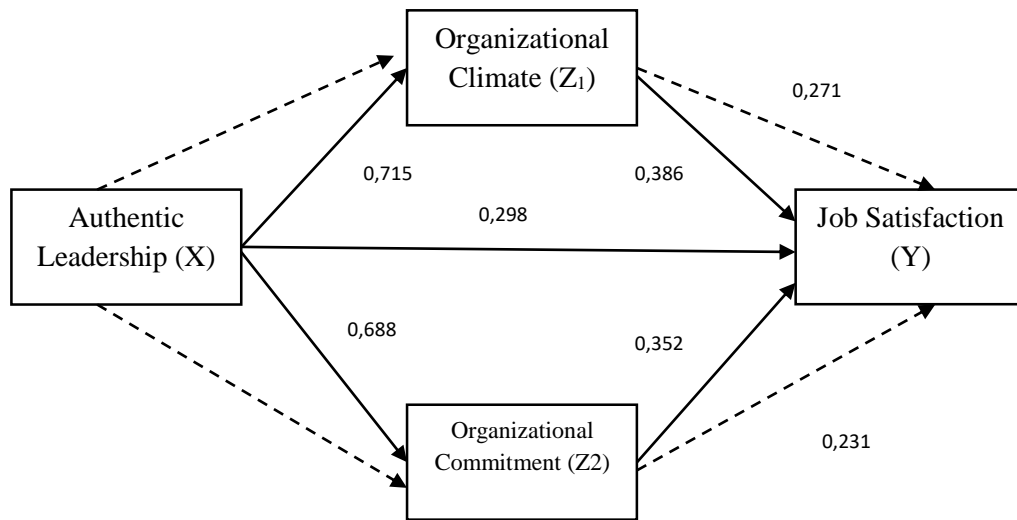 Organizational
Climate (Z₁)
0,271
0,715
0,386
Authentic
Leadership (X)
0,298
Job Satisfaction
(Y)
0,688
0,352
Organizational
Commitment (Z2)
0,231